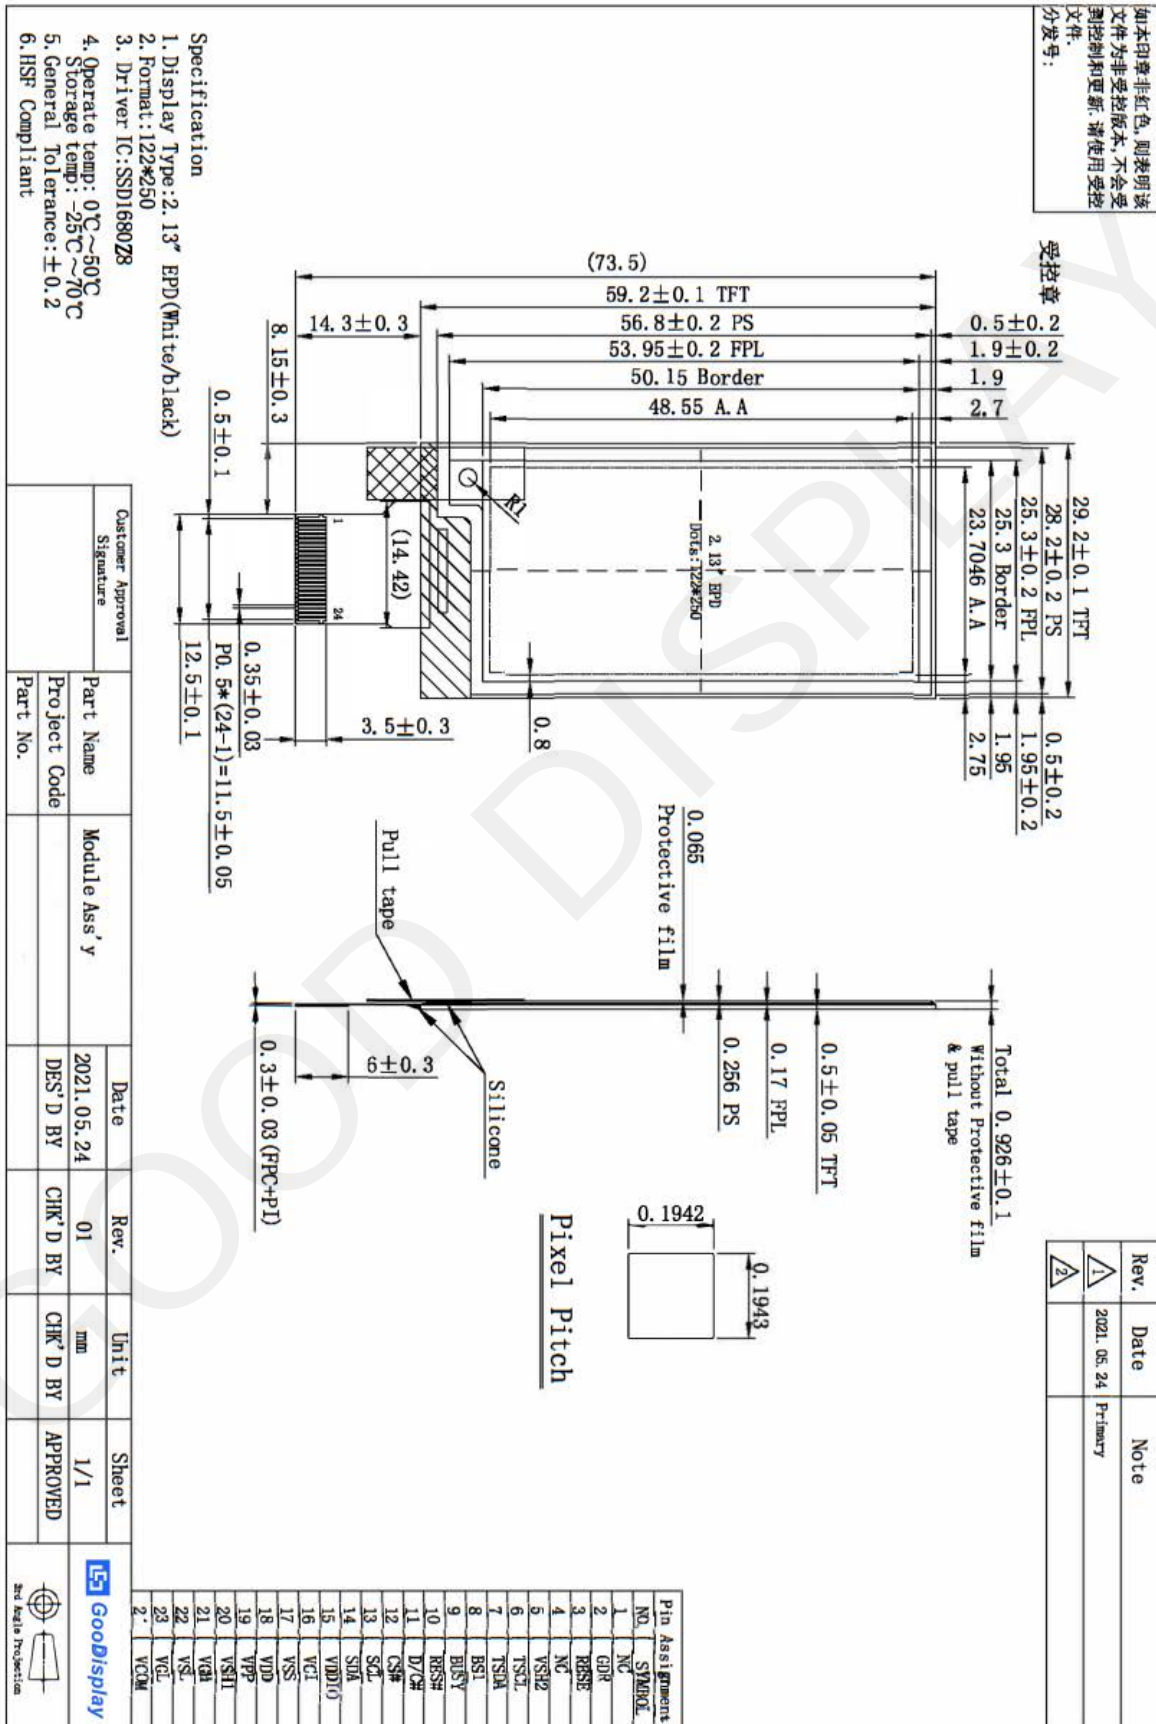 如本印章非红色,则表明该
文件为非受控版本,不会受
到控制和更新.请使用受控
文件.
分发号:
受控章
Rev. Date Note
1 2021.05.24 Primary
2
(73.5)
59.2±0.1 TFT
56.8±0.2 PS
53.95±0.2 FPL
50.15 Border
48.55 A.A
14.3±0.3
0.5±0.2
1.9±0.2
1.9
2.7
29.2±0.1 TFT
28.2±0.2 PS
25.3±0.2 FPL
25.3 Border
23.7046 A.A
0.5±0.2
1.95±0.2
1.95
2.75
2.13" EPD
Dots:122*250
R1
0.8
(14.42)
8.15±0.3
0.5±0.1
1
24
3.5±0.3
0.35±0.03
P0.5*(24-1)=11.5±0.05
12.5±0.1
Total 0.926±0.1
Without Protective film
& pull tape
0.5±0.05 TFT
0.17 FPL
0.256 PS
0.065
Protective film
Pull tape
Silicone
6±0.3
0.3±0.03(FPC+PI)
0.1943
0.1942
Pixel Pitch
Pin Assignment
NO. SYMBOL
1 NC
2 GDR
3 RESE
4 NC
5 VSH2
6 TSCL
7 TSDA
8 BS1
9 BUSY
10 RES#
11 D/C#
12 CS#
13 SCL
14 SDA
15 VDDIO
16 VCI
17 VSS
18 VDD
19 VPP
20 VSH1
21 VGH
22 VSL
23 VGL
VCOM
Specification
1. Display Type:2.13" EPD(White/black)
2. Format:122*250
3. Driver IC:SSD1680Z8
4. Operate temp: 0℃~50℃
Storage temp: -25℃~70℃
5. General Tolerance:±0.2
6. HSF Compliant
Customer Approval
Signature
Part Name Module Ass'y
Project Code
Part No.
Date Rev. Unit Sheet
2021.05.24 01 mm 1/1
DES'D BY CHK'D BY CHK'D BY APPROVED
GooDisplay
3rd Angle Projection
GOOD DISPLAY